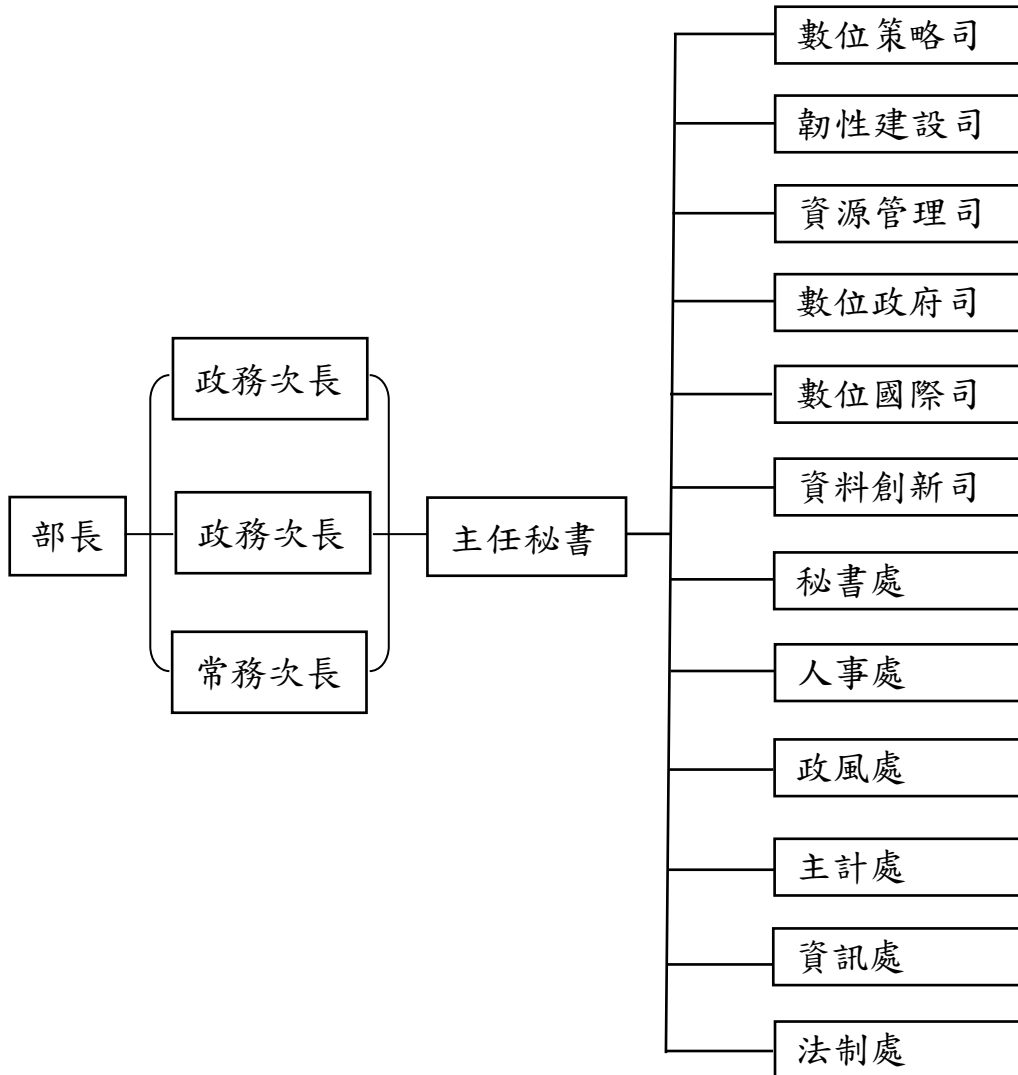 部長
政務次長
政務次長
常務次長
主任秘書
數位策略司
韌性建設司
資源管理司
數位政府司
數位國際司
資料創新司
秘書處
人事處
政風處
主計處
資訊處
法制處